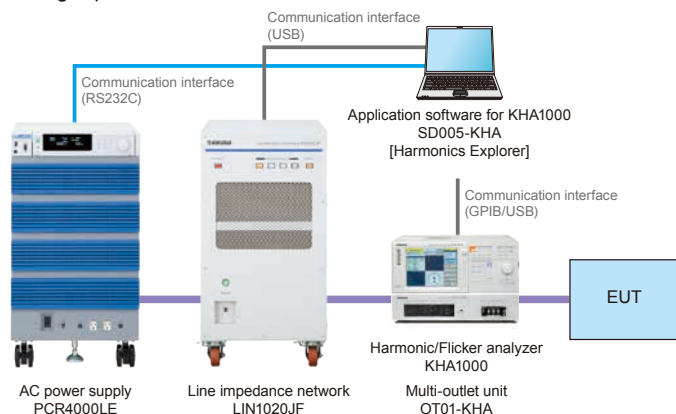 Communication interface
(USB)
Communication interface
(RS232C)
Application software for KHA1000
SD005-KHA
[Harmonics Explorer]
Communication interface
(GPIB/USB)
EUT
Harmonic/Flicker analyzer
KHA1000
AC power supply
PCR4000LE
Line impedance network
LIN1020JF
Multi-outlet unit
OT01-KHA